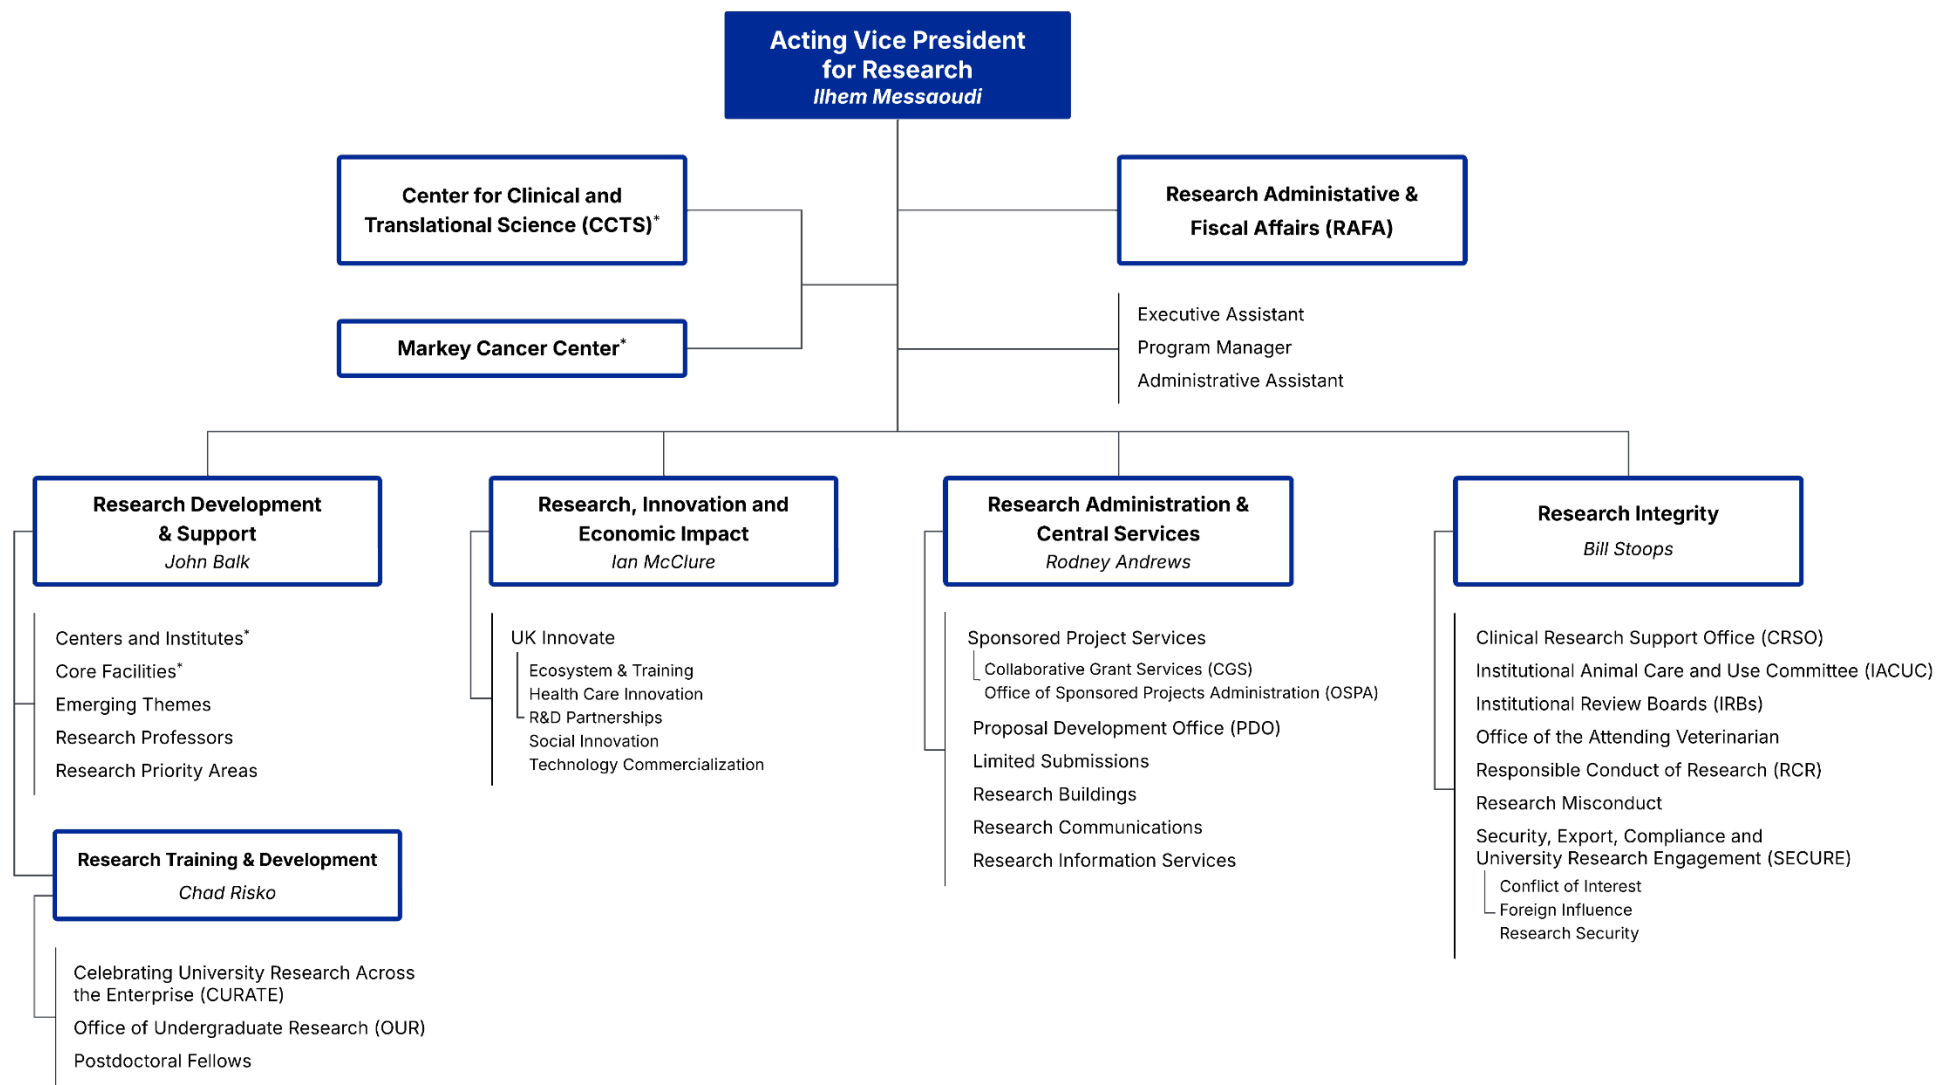 Acting Vice President
for Research
Ilhem Messaoudi
Center for Clinical and
Translational Science (CCTS)*
Research Administative &
Fiscal Affairs (RAFA)
Markey Cancer Center*
Executive Assistant
Program Manager
Administrative Assistant
Research Development
& Support
John Balk
Centers and Institutes*
Core Facilities*
Emerging Themes
Research Professors
Research Priority Areas
Research Training & Development
Chad Risko
Celebrating University Research Across
the Enterprise (CURATE)
Office of Undergraduate Research (OUR)
Postdoctoral Fellows
Research, Innovation and
Economic Impact
Ian McClure
UK Innovate
Ecosystem & Training
Health Care Innovation
R&D Partnerships
Social Innovation
Technology Commercialization
Research Administration &
Central Services
Rodney Andrews
Sponsored Project Services
Collaborative Grant Services (CGS)
Office of Sponsored Projects Administration (OSPA)
Proposal Development Office (PDO)
Limited Submissions
Research Buildings
Research Communications
Research Information Services
Research Integrity
Bill Stoops
Clinical Research Support Office (CRSO)
Institutional Animal Care and Use Committee (IACUC)
Institutional Review Boards (IRBs)
Office of the Attending Veterinarian
Responsible Conduct of Research (RCR)
Research Misconduct
Security, Export, Compliance and
University Research Engagement (SECURE)
Conflict of Interest
Foreign Influence
Research Security